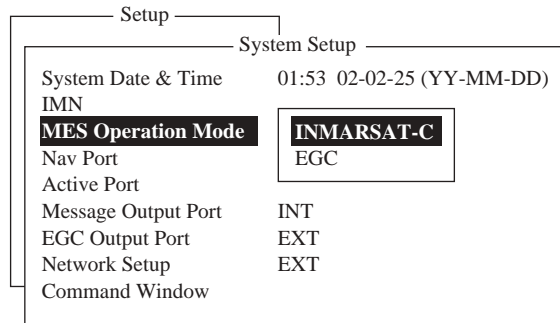 Setup
System Setup
System Date & Time 01:53 02-02-25 (YY-MM-DD)
IMN
MES Operation Mode INMARSAT-C
Nav Port EGC
Active Port
Message Output Port INT
EGC Output Port EXT
Network Setup EXT
Command Window